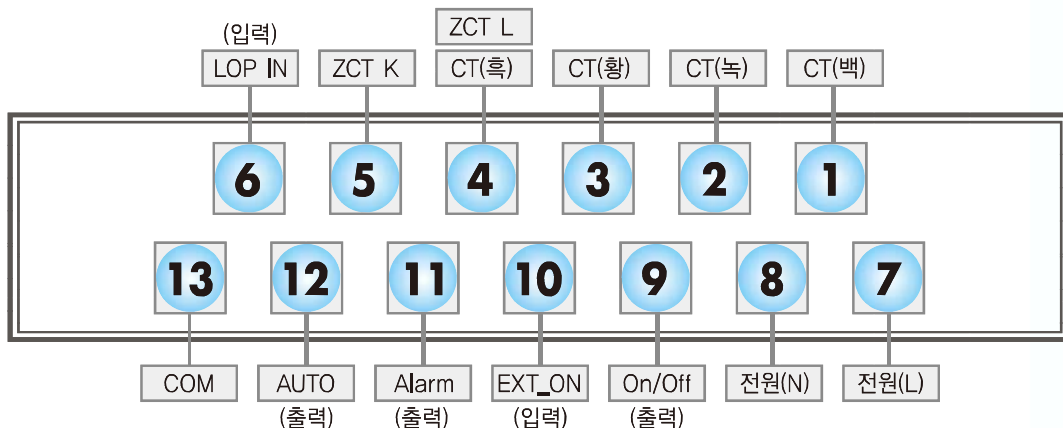 (입력)
ZCT L
LOP IN
ZCT K
CT(흑)
CT(황)
CT(녹)
CT(백)
6
5
4
3
2
1
13
12
11
10
9
8
7
COM
AUTO
Alarm
EXT_ON
On/Off
전원(N)
전원(L)
(출력)
(출력)
(입력)
(출력)